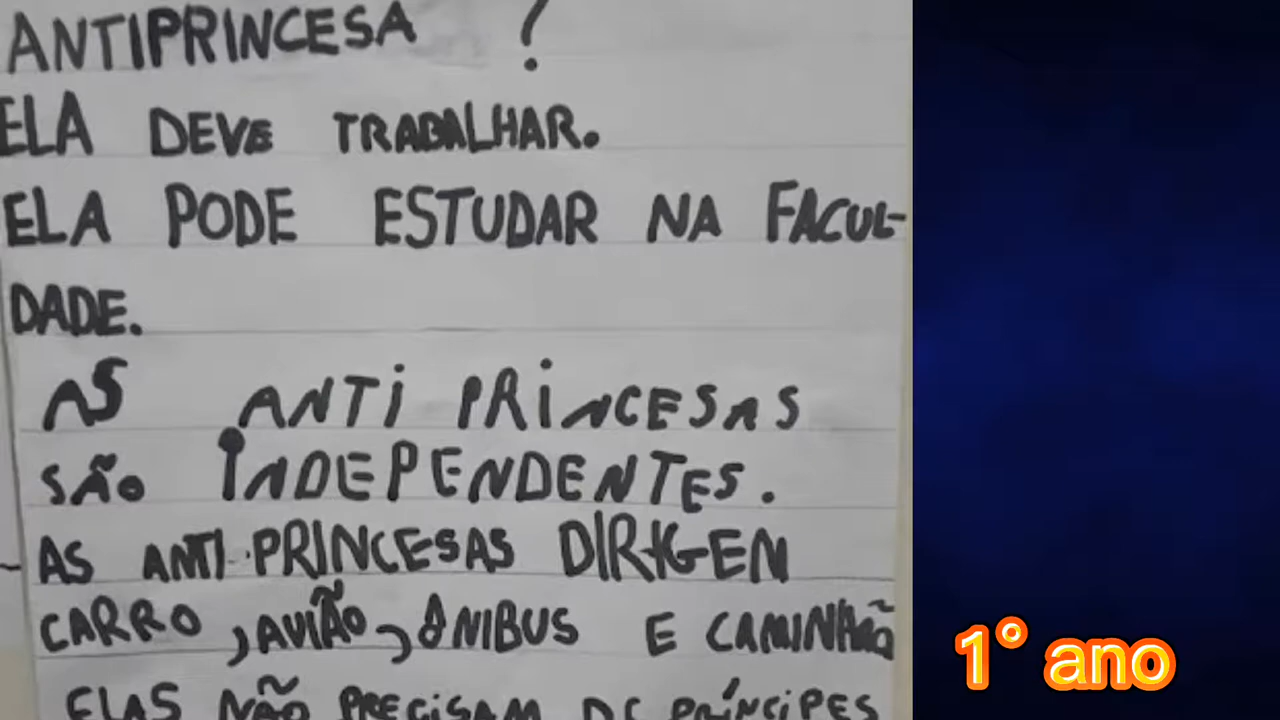 ANTIPRINCESA ?
ELA DEVE TRABALHAR.
ELA PODE ESTUDAR NA FACUL-
DADE.
AS ANTI PRINCESAS
SÃO INDEPENDENTES.
AS ANTI-PRINCESAS DIRIGEN
CARRO, AVIÃO, ÔNIBUS E CAMINHÃO
ELAS NÃO PRECISAM DE PRÍNCIPES
1° ano